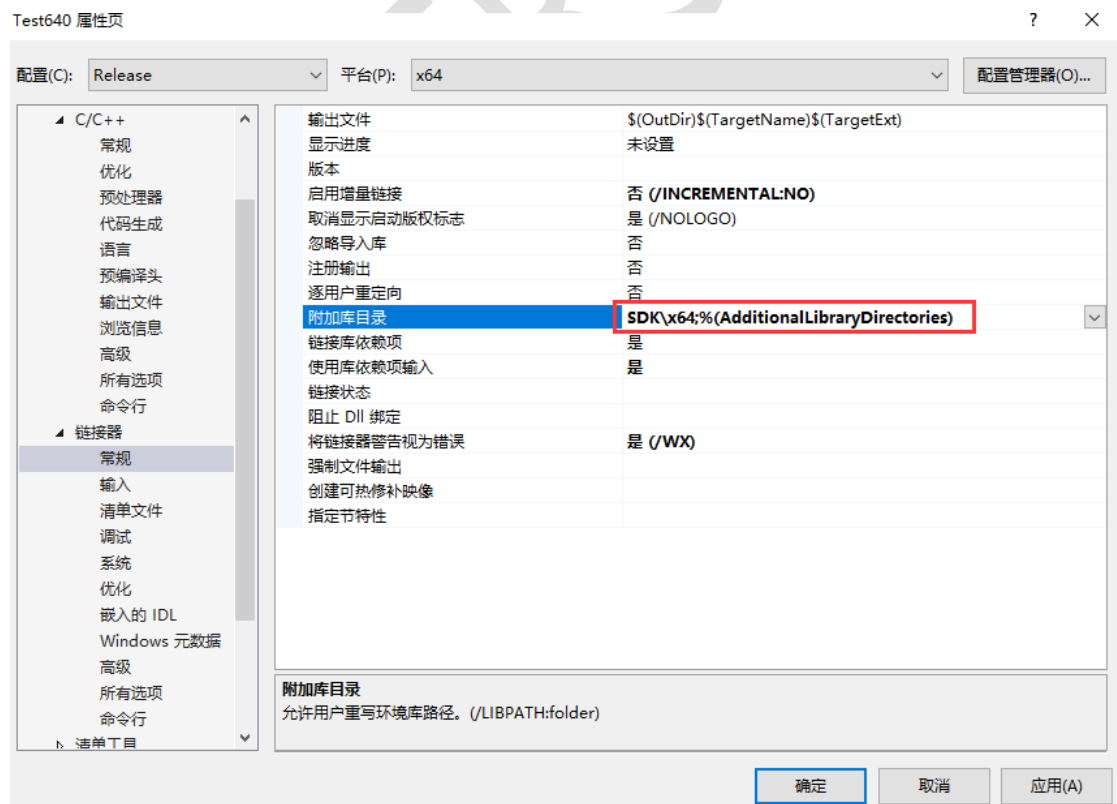 Test640 属性页
? ×
配置(C): Release 平台(P): x64 配置管理器(O)...
C/C++
常规
优化
预处理器
代码生成
语言
预编译头
输出文件
浏览信息
高级
所有选项
命令行
链接器
常规
输入
清单文件
调试
系统
优化
嵌入的 IDL
Windows 元数据
高级
所有选项
命令行
清单工具
输出文件 $(OutDir)$(TargetName)$(TargetExt)
显示进度 未设置
版本
启用增量链接 否 (/INCREMENTAL:NO)
取消显示启动版权标志 是 (/NOLOGO)
忽略导入库 否
注册输出 否
逐用户重定向 否
附加库目录 SDK\x64;%(AdditionalLibraryDirectories)
链接库依赖项 是
使用库依赖项输入 是
链接状态
阻止 Dll 绑定
将链接器警告视为错误 是 (/WX)
强制文件输出
创建可热修补映像
指定节特性
附加库目录
允许用户重写环境库路径。(/LIBPATH:folder)
确定 取消 应用(A)